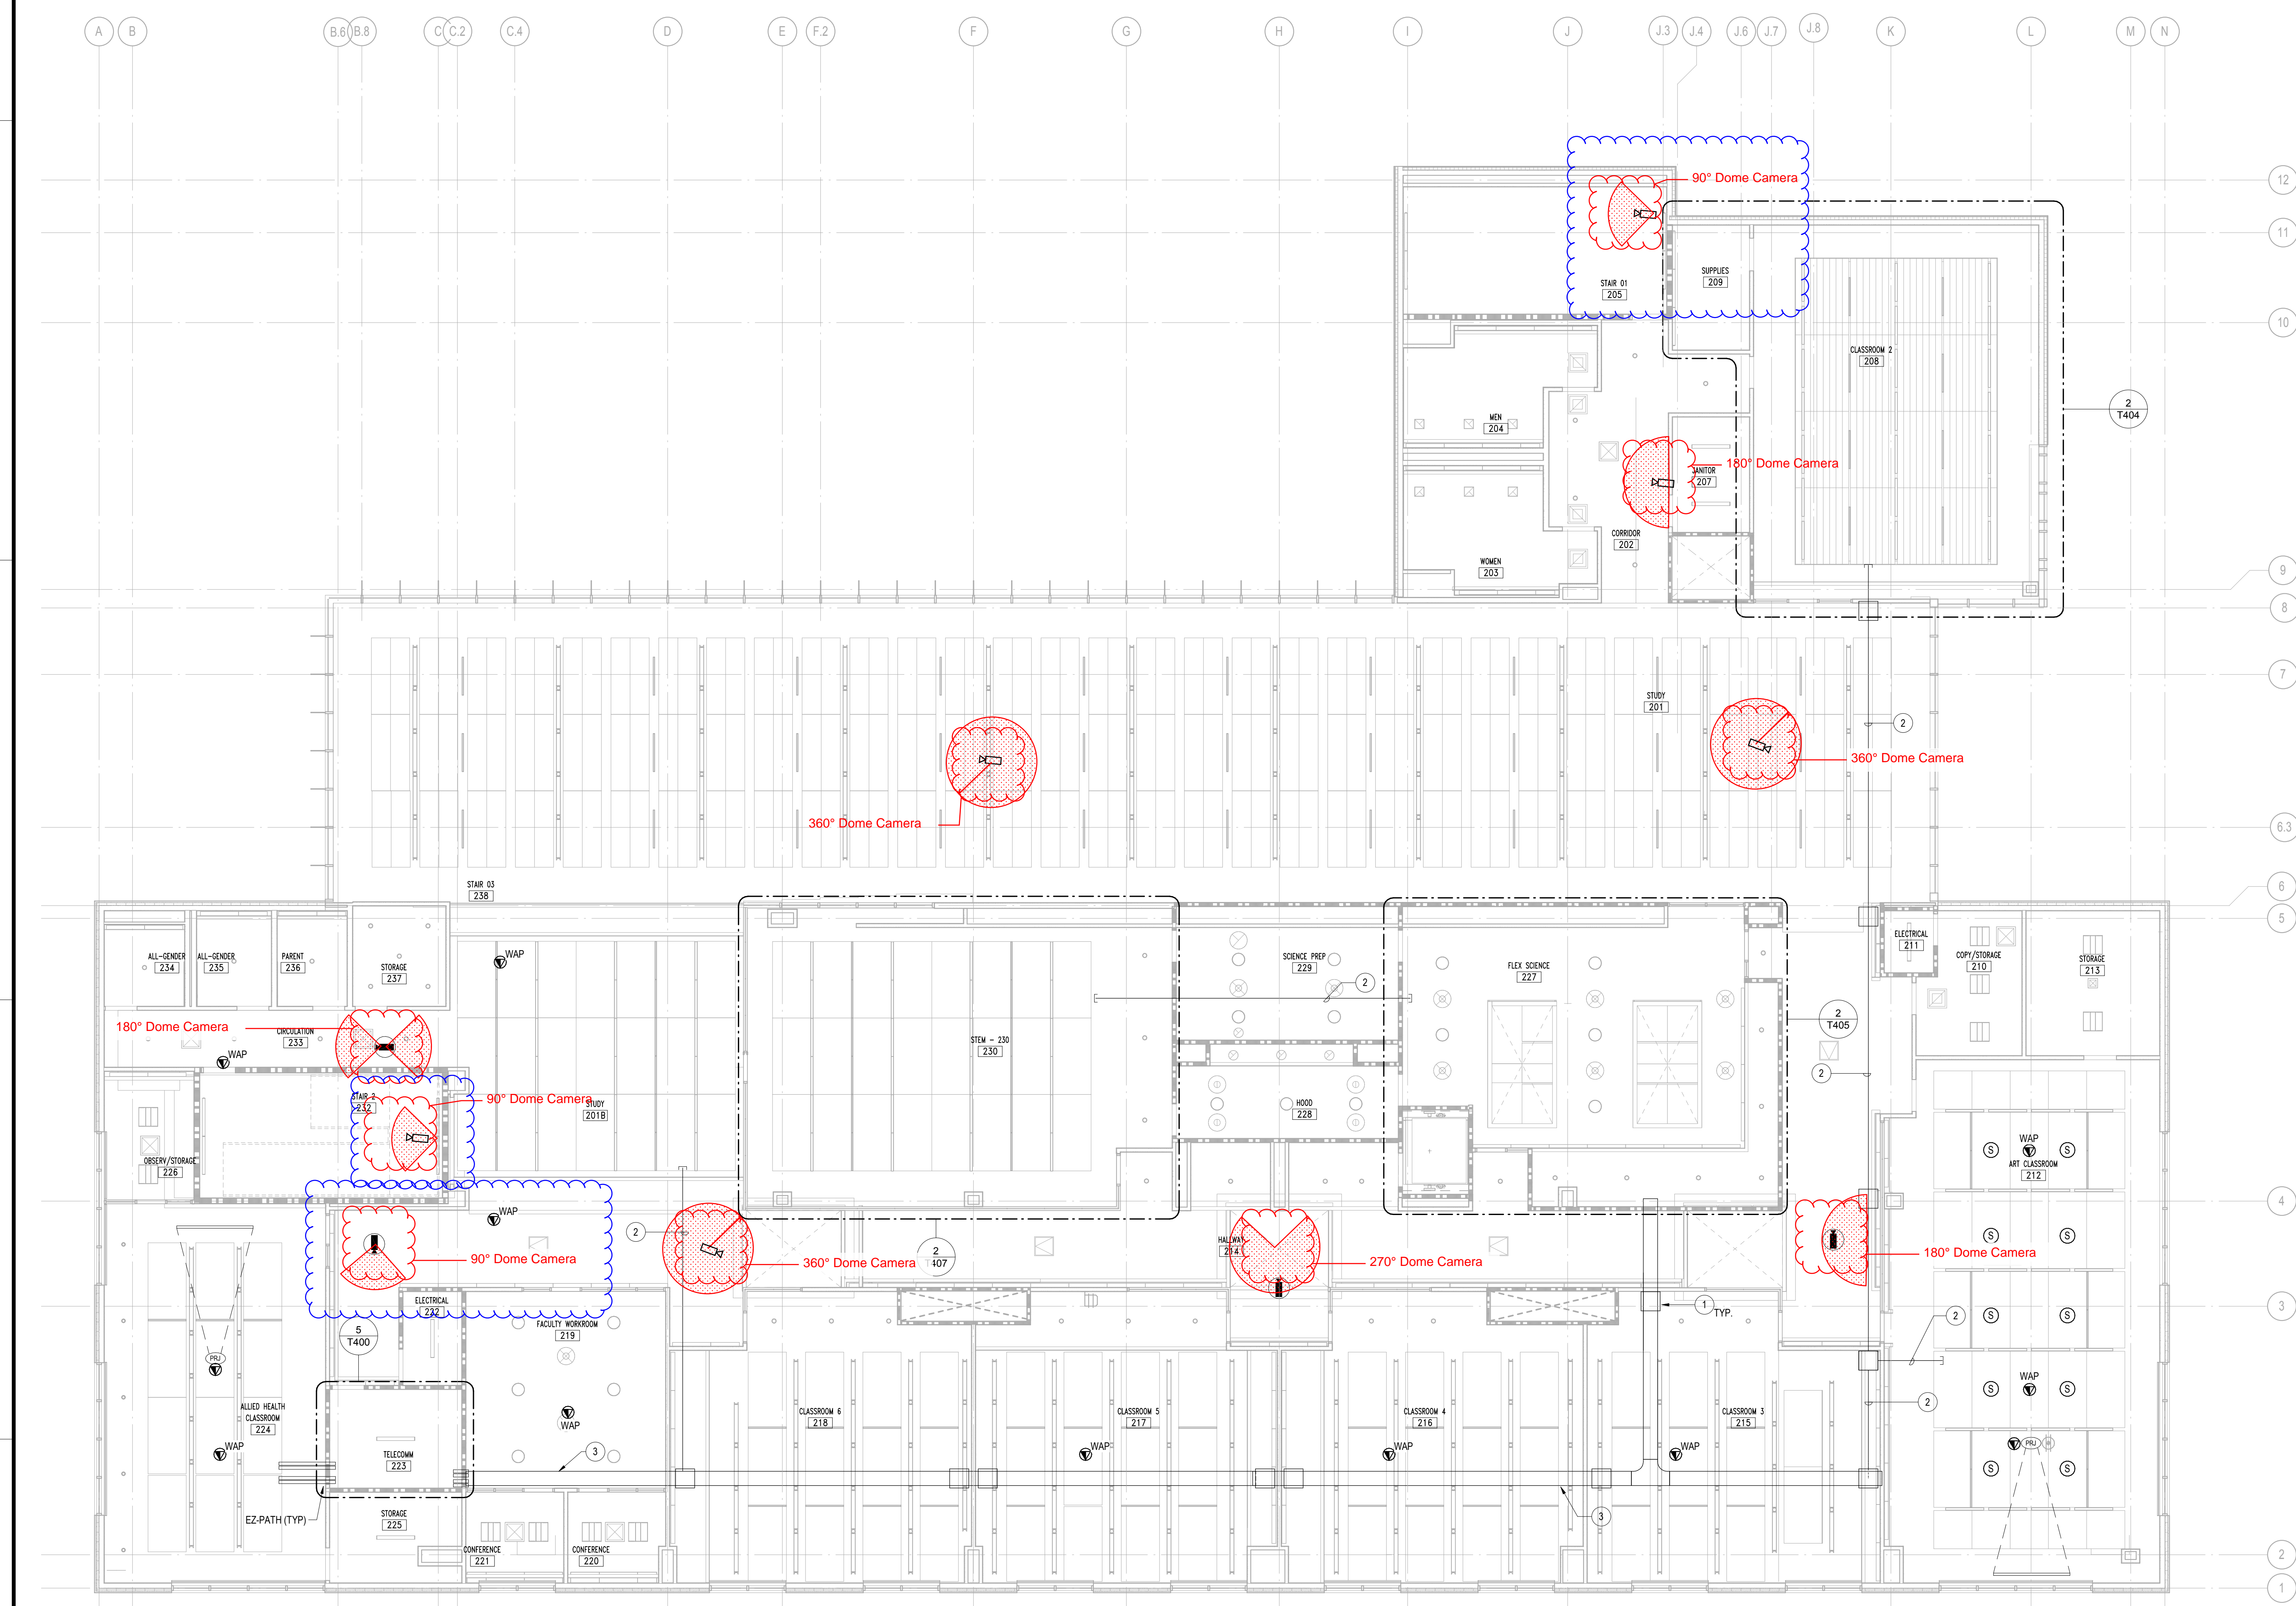 A
B
B.6
B.8
C
C.2
C.4
D
E
F.2
F
G
H
I
J
J.3
J.4
J.6
J.7
J.8
K
L
M
N
12
90° Dome Camera
11
SUPPLIES
209
STAIR 01
205
10
CLASSROOM 2
208
2
T404
MEN
204
180° Dome Camera
JANITOR
207
CORRIDOR
202
WOMEN
203
9
8
7
STUDY
201
2
360° Dome Camera
360° Dome Camera
6.3
STAIR 03
238
6
5
ELECTRICAL
211
COPY/STORAGE
210
STORAGE
213
ALL-GENDER
234
ALL-GENDER
235
PARENT
236
STORAGE
237
WAP
SCIENCE PREP
229
2
FLEX SCIENCE
227
2
T405
180° Dome Camera
CIRCULATION
233
WAP
STEM - 230
230
2
STAIR 2
232
90° Dome Camera
STUDY
201B
HOOD
228
OBSERV/STORAGE
226
S
WAP
S
ART CLASSROOM
212
4
WAP
2
90° Dome Camera
360° Dome Camera
2
T407
HALLWAY
214
270° Dome Camera
S
S
180° Dome Camera
ELECTRICAL
222
3
1
TYP.
2
S
S
5
T400
FACULTY WORKROOM
219
PRJ
WAP
S
S
ALLIED HEALTH
CLASSROOM
224
WAP
WAP
CLASSROOM 6
218
CLASSROOM 5
217
CLASSROOM 4
216
CLASSROOM 3
215
2
WAP
WAP
WAP
PRJ
S
S
TELECOMM
223
3
3
EZ-PATH (TYP)
STORAGE
225
CONFERENCE
221
CONFERENCE
220
2
1